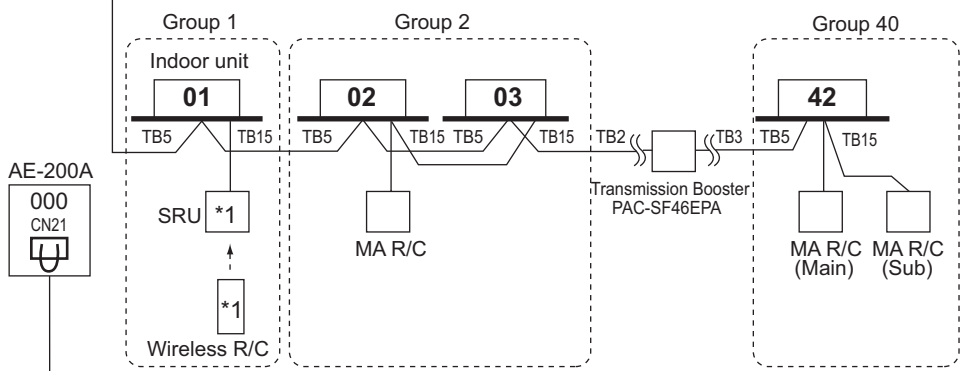 Group 1
Group 2
Group 40
Indoor unit
01
02
03
42
TB5
TB15
TB5
TB15
TB5
TB15
TB2
TB3
TB5
TB15
AE-200A
000
CN21
SRU
*1
MA R/C
Transmission Booster
PAC-SF46EPA
MA R/C
(Main)
MA R/C
(Sub)
*1
Wireless R/C